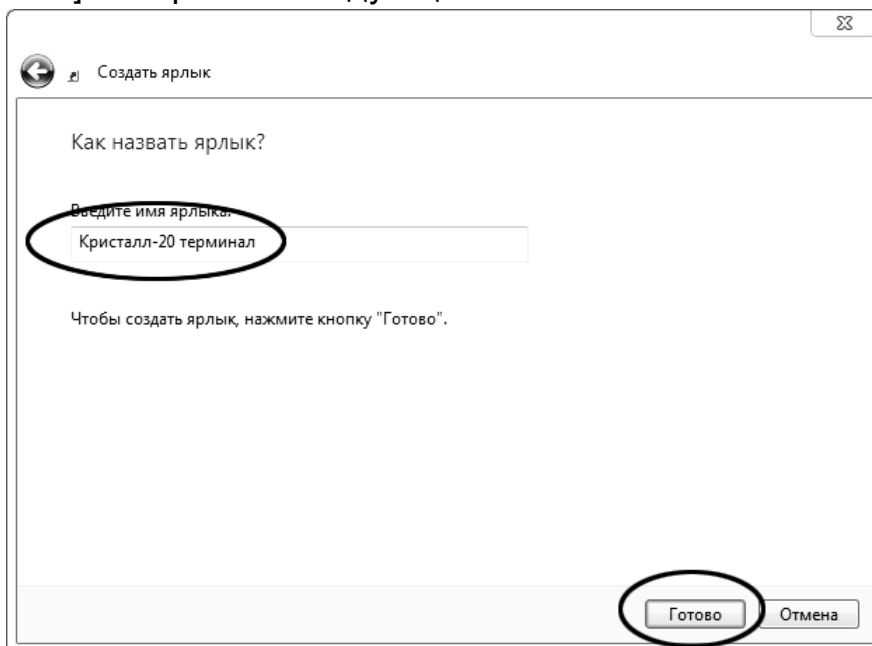 Создать ярлык
Как назвать ярлык?
Введите имя ярлыка:
Кристалл-20 терминал
Чтобы создать ярлык, нажмите кнопку "Готово".
Готово
Отмена